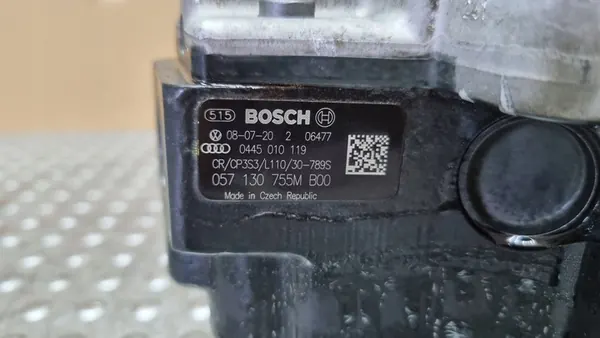 515 BOSCH
08-07-20 2 06477
0445 010 119
CR/CP3S3/L110/30-789S
057 130 755M B00
Made in Czech Republic